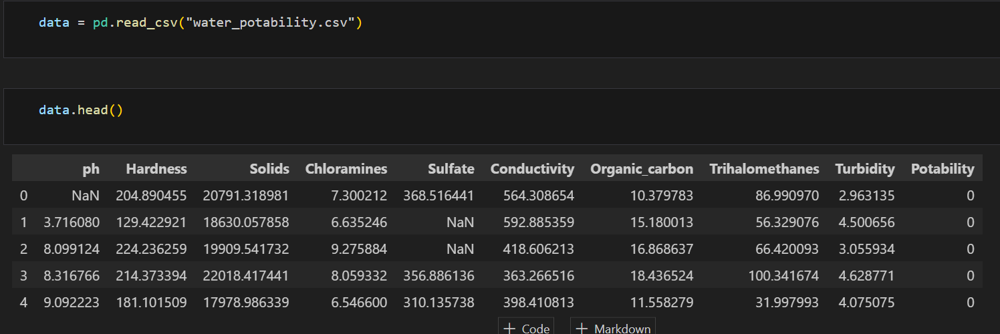 data = pd.read_csv("water_potability.csv")
data.head()
ph Hardness Solids Chloramines Sulfate Conductivity Organic_carbon Trihalomethanes Turbidity Potability
0 NaN 204.890455 20791.318981 7.300212 368.516441 564.308654 10.379783 86.990970 2.963135 0
1 3.716080 129.422921 18630.057858 6.635246 NaN 592.885359 15.180013 56.329076 4.500656 0
2 8.099124 224.236259 19909.541732 9.275884 NaN 418.606213 16.868637 66.420093 3.055934 0
3 8.316766 214.373394 22018.417441 8.059332 356.886136 363.266516 18.436524 100.341674 4.628771 0
4 9.092223 181.101509 17978.986339 6.546600 310.135738 398.410813 11.558279 31.997993 4.075075 0
+ Code + Markdown